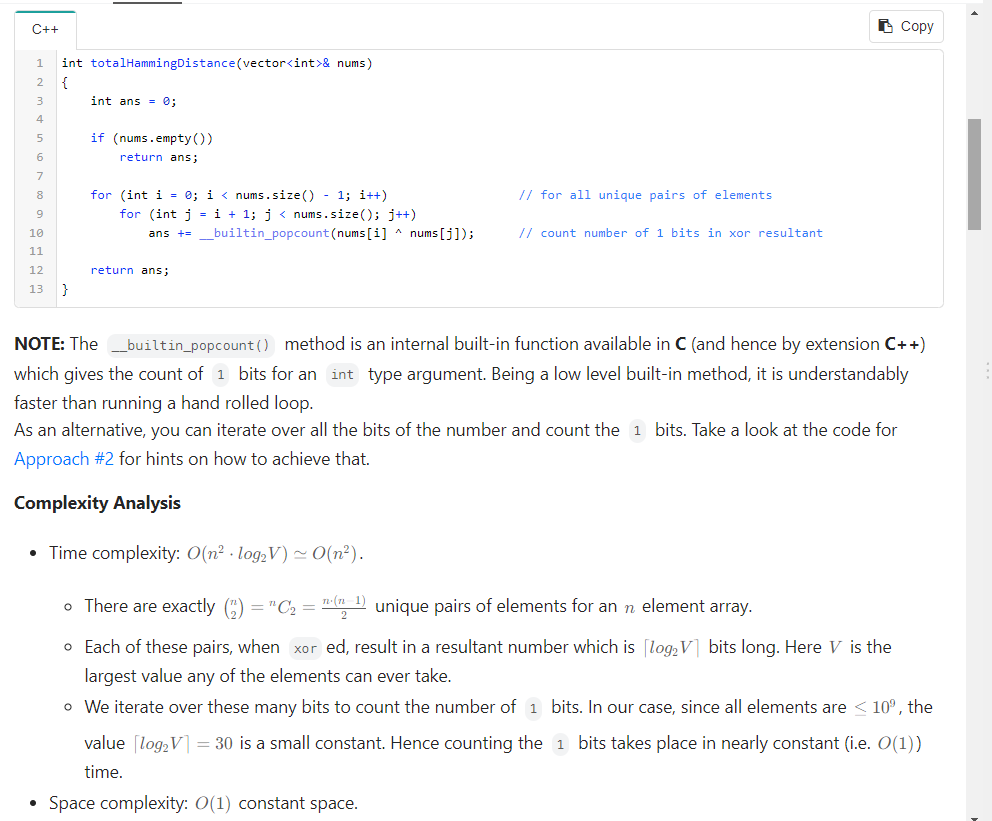 C++
Copy
1 int totalHammingDistance(vector<int>& nums)
2 {
3     int ans = 0;
4
5     if (nums.empty())
6         return ans;
7
8     for (int i = 0; i < nums.size() - 1; i++)                  // for all unique pairs of elements
9         for (int j = i + 1; j < nums.size(); j++)
10             ans += __builtin_popcount(nums[i] ^ nums[j]);      // count number of 1 bits in xor resultant
11
12     return ans;
13 }
NOTE: The __builtin_popcount() method is an internal built-in function available in C (and hence by extension C++)
which gives the count of 1 bits for an int type argument. Being a low level built-in method, it is understandably
faster than running a hand rolled loop.
As an alternative, you can iterate over all the bits of the number and count the 1 bits. Take a look at the code for
Approach #2 for hints on how to achieve that.
Complexity Analysis
• Time complexity: O(n² · log₂V) ≃ O(n²).
○ There are exactly (n 2) = ⁿC₂ = n·(n−1)/2 unique pairs of elements for an n element array.
○ Each of these pairs, when xor ed, result in a resultant number which is ⌈log₂V⌉ bits long. Here V is the
largest value any of the elements can ever take.
○ We iterate over these many bits to count the number of 1 bits. In our case, since all elements are ≤ 10⁹, the
value ⌈log₂V⌉ = 30 is a small constant. Hence counting the 1 bits takes place in nearly constant (i.e. O(1))
time.
• Space complexity: O(1) constant space.